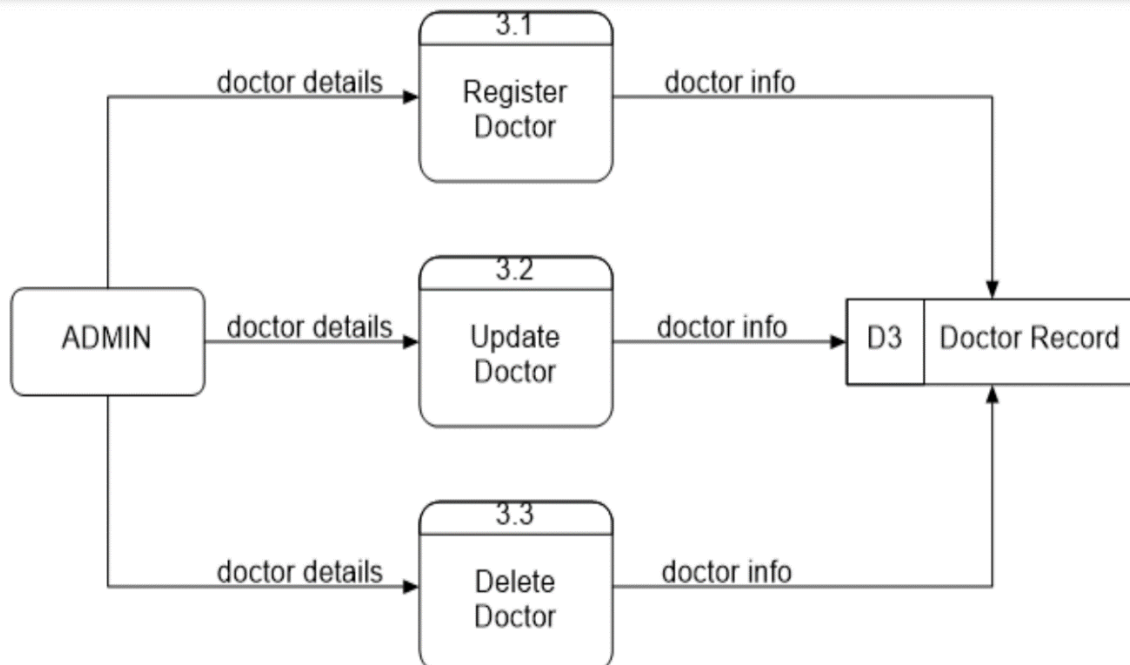 3.1
doctor details
Register
Doctor
doctor info
3.2
ADMIN
doctor details
Update
Doctor
doctor info
D3
Doctor Record
3.3
doctor details
Delete
Doctor
doctor info